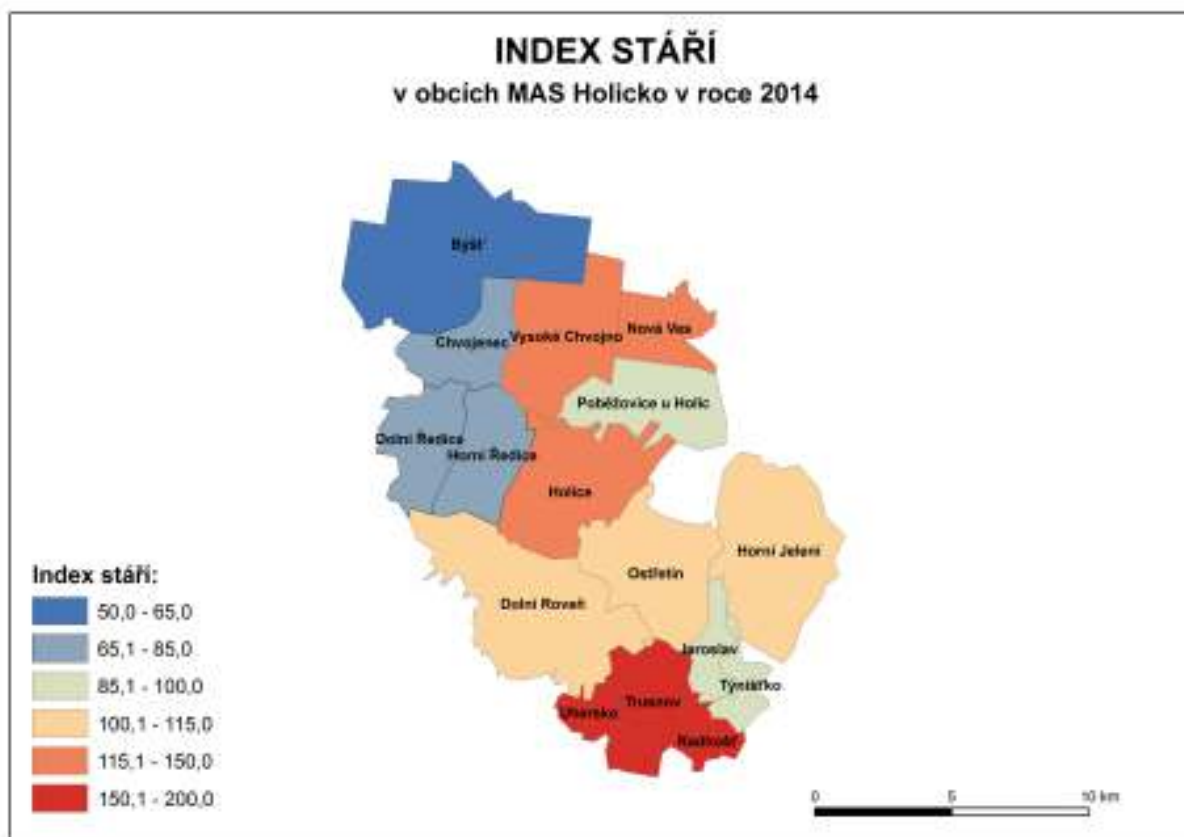 INDEX STÁŘÍ
v obcích MAS Holicko v roce 2014
Býšť
Chvojenec
Vysoké Chvojno
Nová Ves
Poběžovice u Holic
Dolní Ředice
Horní Ředice
Holice
Horní Jelení
Ostřetín
Dolní Roveň
Jaroslav
Týnišťko
Trusnov
Uhersko
Radhošť
Index stáří:
50,0 - 65,0
65,1 - 85,0
85,1 - 100,0
100,1 - 115,0
115,1 - 150,0
150,1 - 200,0
0 5 10 km